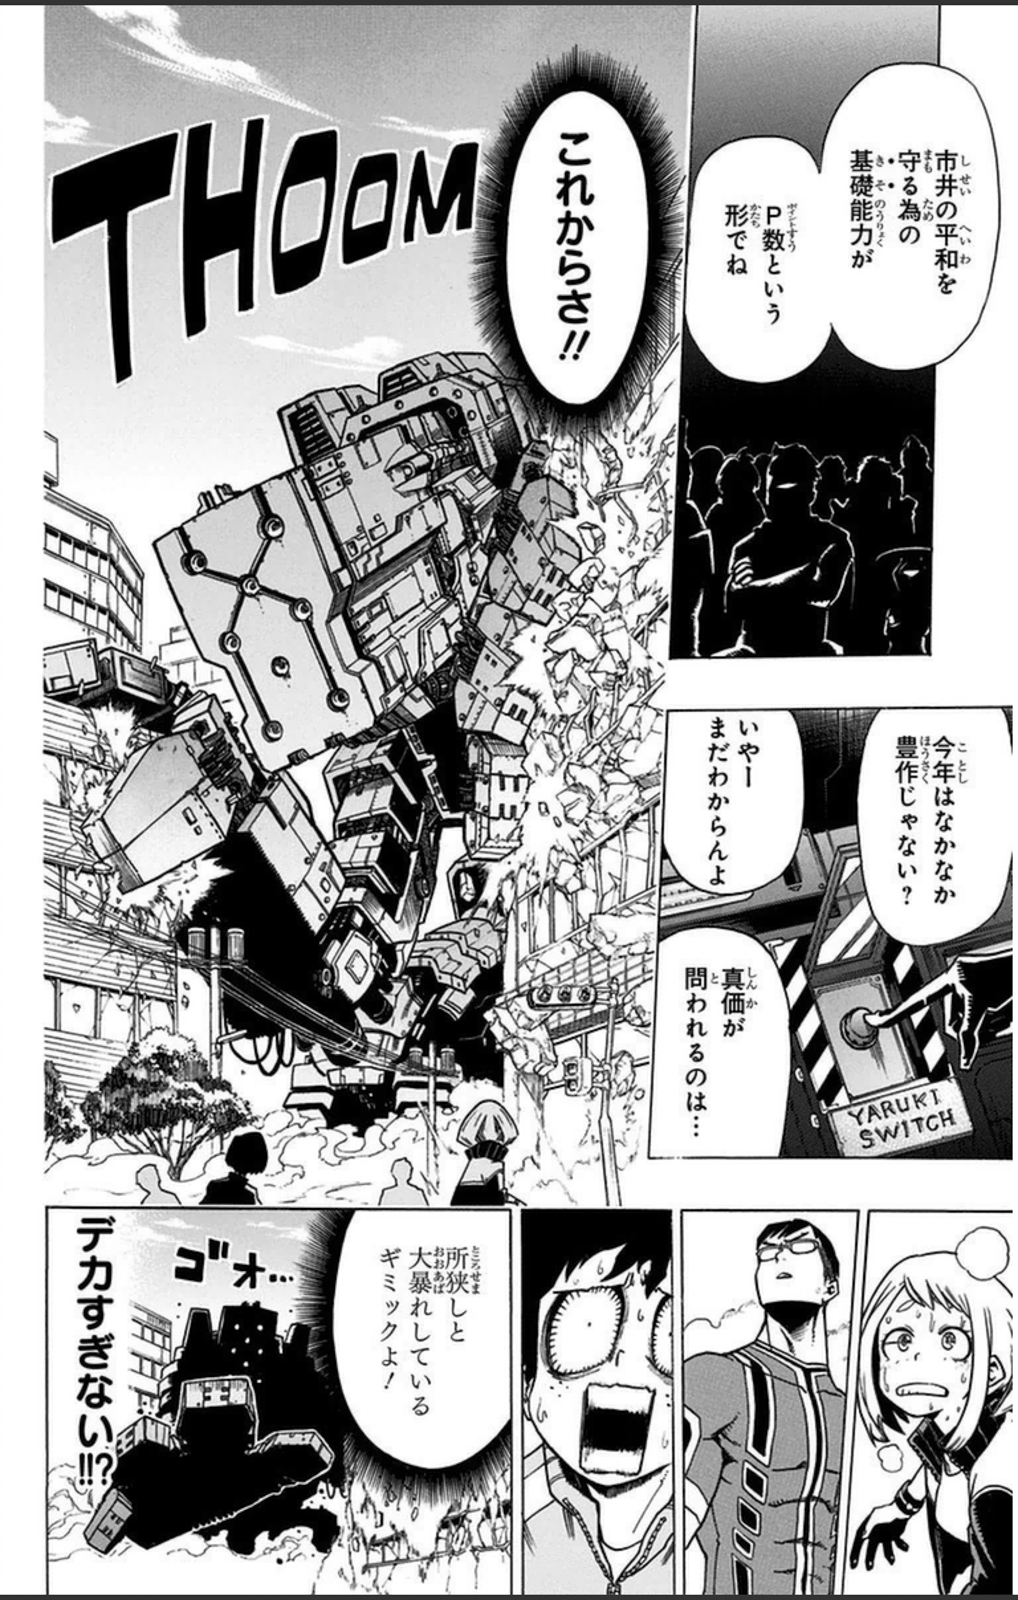 市井の平和を
守る為の
基礎能力が
P数という
形でね
今年はなかなか
豊作じゃない?
いやー
まだわからんよ
真価が
問われるのは…
YARUKI
SWITCH
これからさ!!
THOOM
所狭しと
大暴れしている
ギミックよ!
ゴオ…
デカすぎない!!?